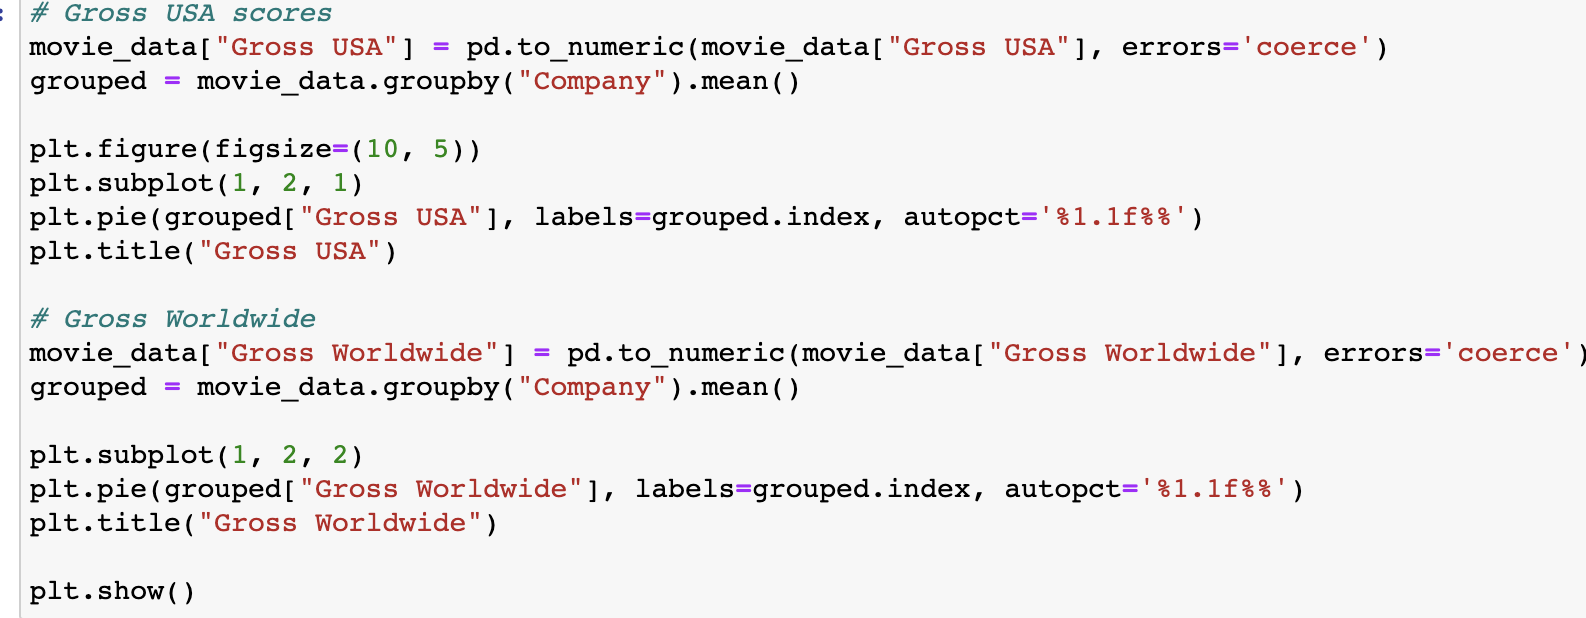 # Gross USA scores
movie_data["Gross USA"] = pd.to_numeric(movie_data["Gross USA"], errors='coerce')
grouped = movie_data.groupby("Company").mean()
plt.figure(figsize=(10, 5))
plt.subplot(1, 2, 1)
plt.pie(grouped["Gross USA"], labels=grouped.index, autopct='%1.1f%%')
plt.title("Gross USA")
# Gross Worldwide
movie_data["Gross Worldwide"] = pd.to_numeric(movie_data["Gross Worldwide"], errors='coerce')
grouped = movie_data.groupby("Company").mean()
plt.subplot(1, 2, 2)
plt.pie(grouped["Gross Worldwide"], labels=grouped.index, autopct='%1.1f%%')
plt.title("Gross Worldwide")
plt.show()